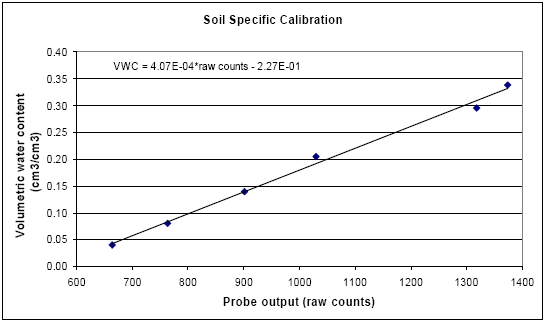 Soil Specific Calibration
VWC = 4.07E-04*raw counts - 2.27E-01
Volumetric water content
(cm3/cm3)
0.40
0.35
0.30
0.25
0.20
0.15
0.10
0.05
0.00
600 700 800 900 1000 1100 1200 1300 1400
Probe output (raw counts)